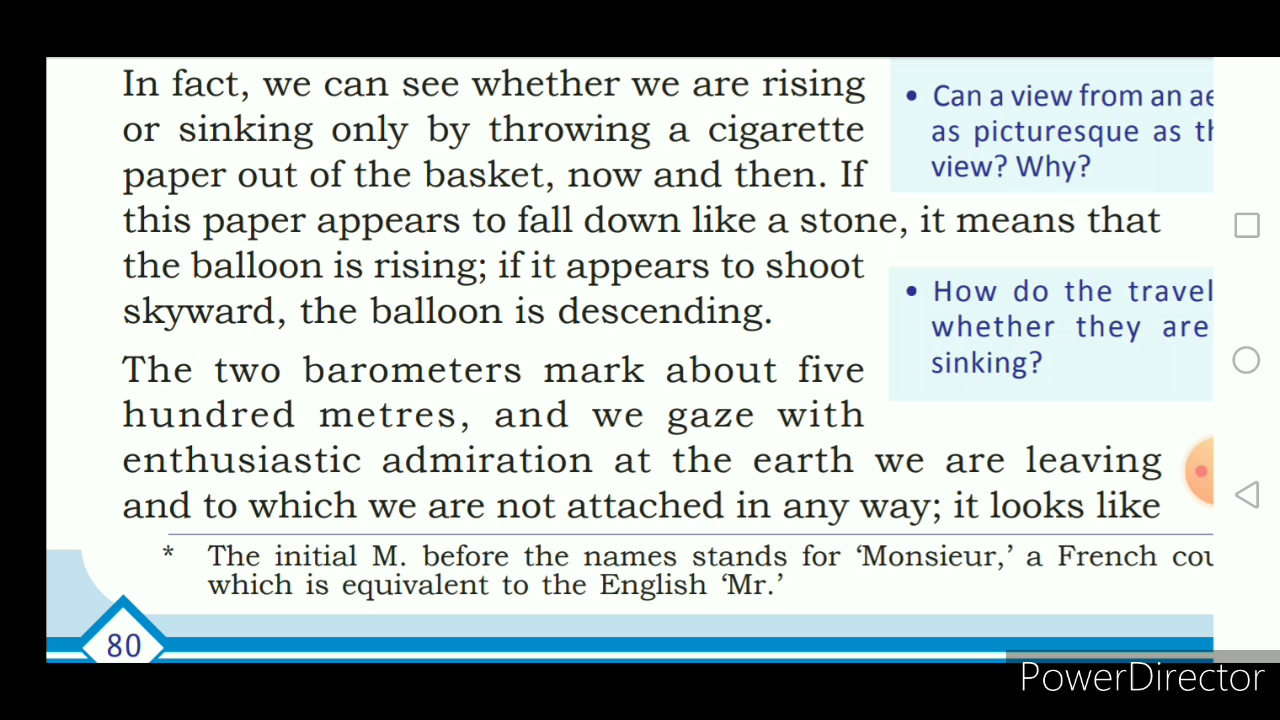 In fact, we can see whether we are rising
or sinking only by throwing a cigarette
paper out of the basket, now and then. If
this paper appears to fall down like a stone, it means that
the balloon is rising; if it appears to shoot
skyward, the balloon is descending.
The two barometers mark about five
hundred metres, and we gaze with
enthusiastic admiration at the earth we are leaving
and to which we are not attached in any way; it looks like
* The initial M. before the names stands for ‘Monsieur,’ a French
which is equivalent to the English ‘Mr.’
80
• Can a view from an
as picturesque as
view? Why?
• How do the
whether they are
sinking?
PowerDirector